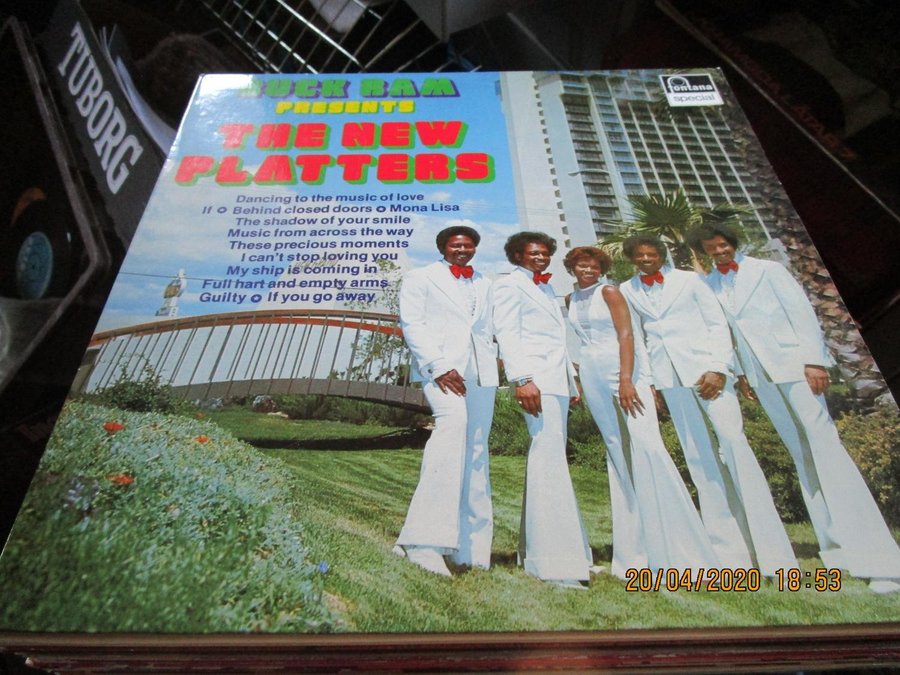 TUBORG
BUCK RAM
PRESENTS
THE NEW
PLATTERS
fontana
special
Dancing to the music of love
If ✪ Behind closed doors ✪ Mona Lisa
The shadow of your smile
Music from across the way
These precious moments
I can't stop loving you
My ship is coming in
Full hart and empty arms
Guilty ✪ If you go away
20/04/2020 18:53